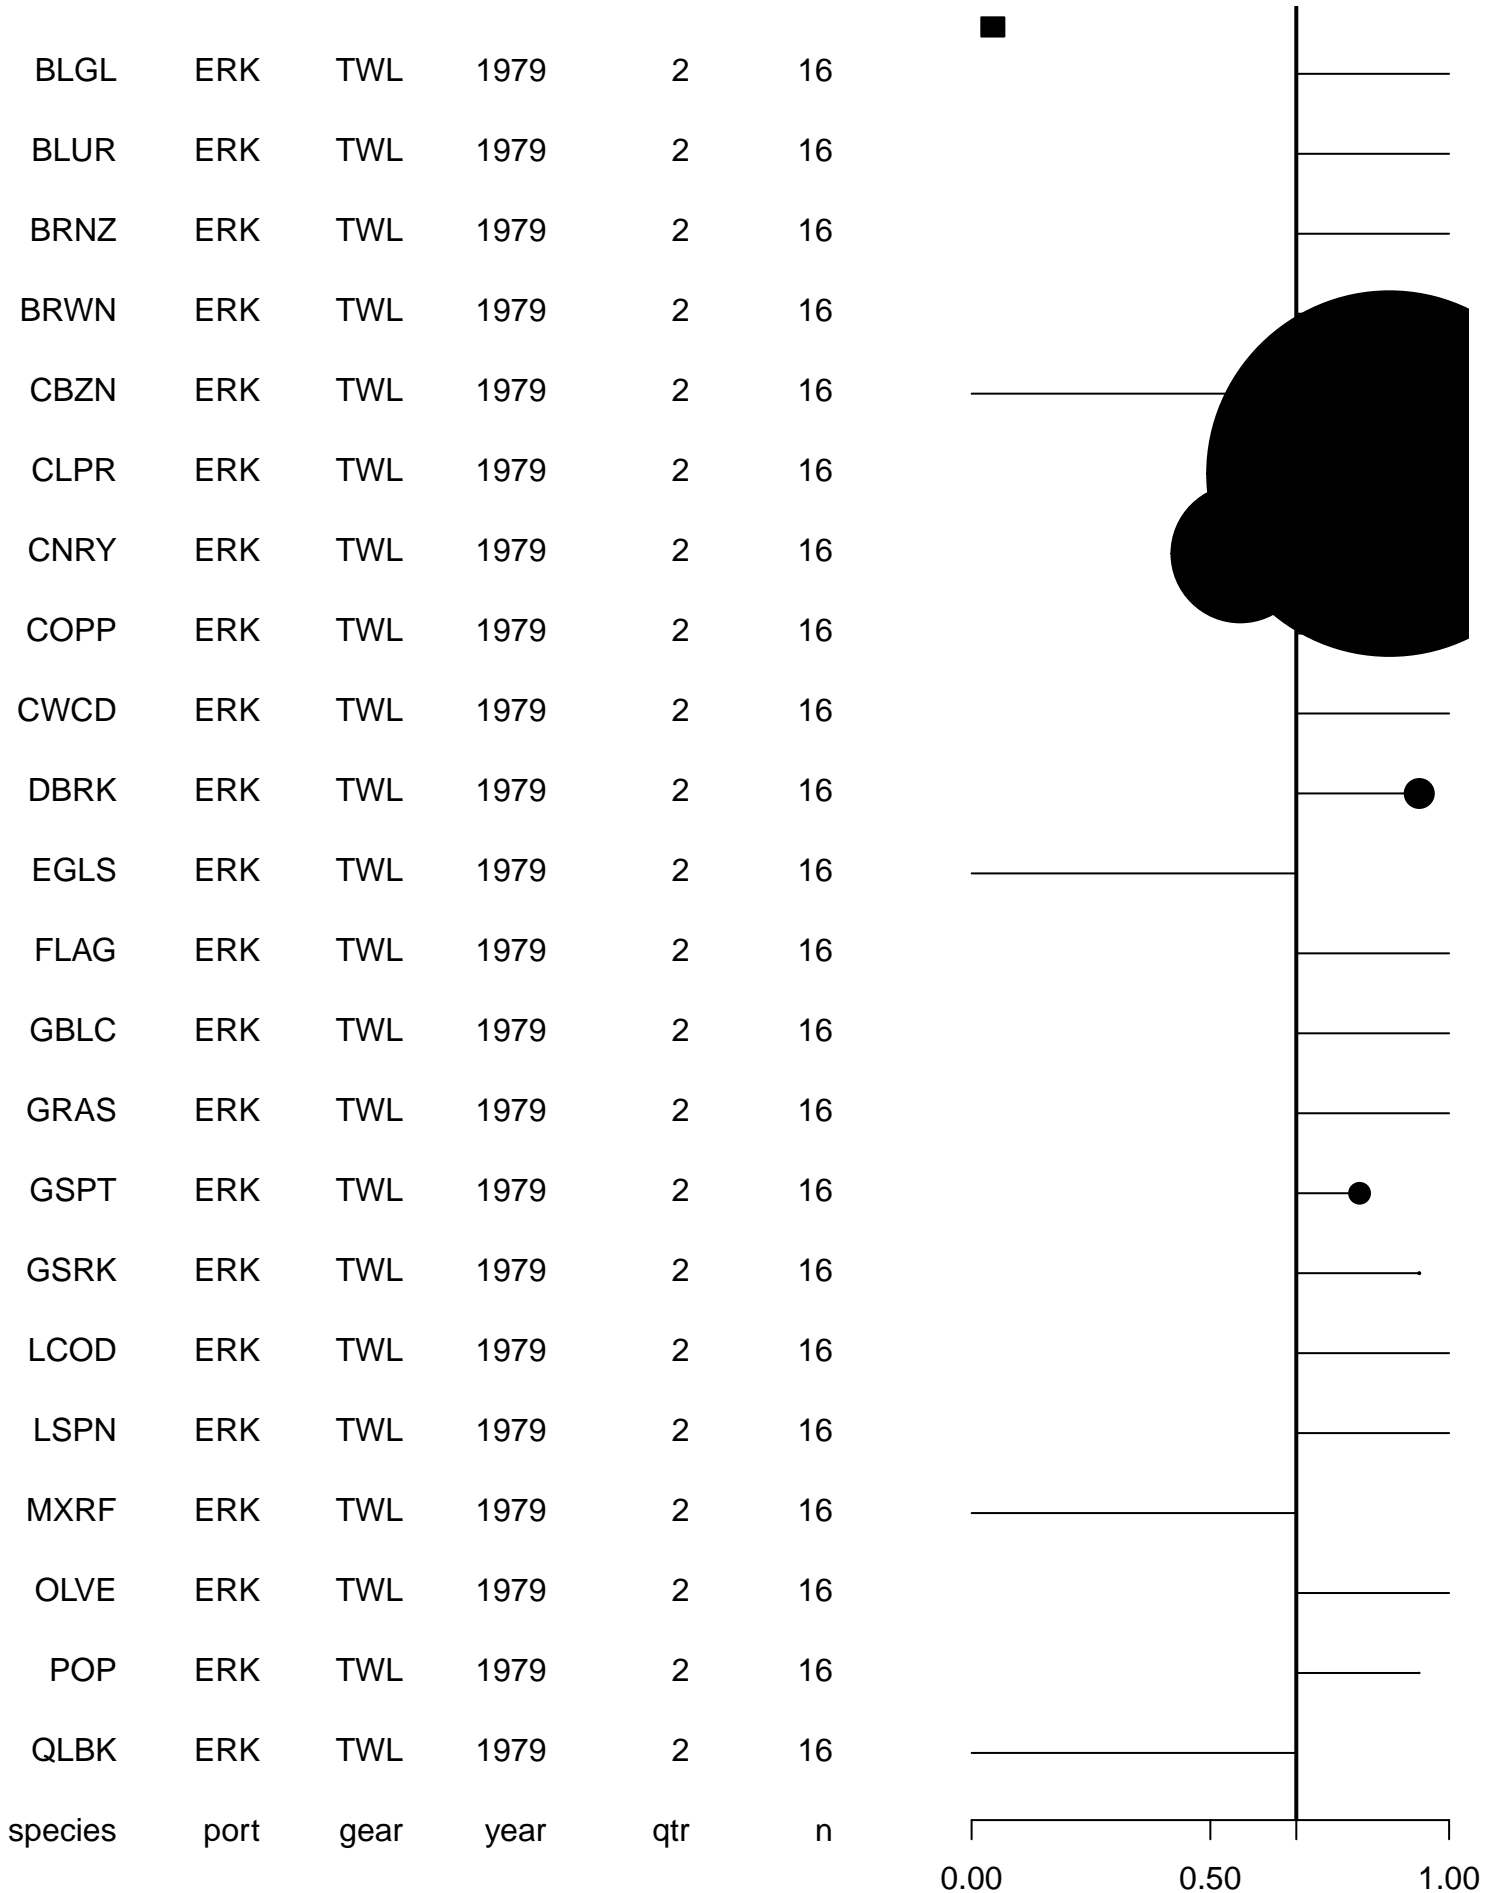 BLGL ERK TWL 1979 2 16
BLUR ERK TWL 1979 2 16
BRNZ ERK TWL 1979 2 16
BRWN ERK TWL 1979 2 16
CBZN ERK TWL 1979 2 16
CLPR ERK TWL 1979 2 16
CNRY ERK TWL 1979 2 16
COPP ERK TWL 1979 2 16
CWCD ERK TWL 1979 2 16
DBRK ERK TWL 1979 2 16
EGLS ERK TWL 1979 2 16
FLAG ERK TWL 1979 2 16
GBLC ERK TWL 1979 2 16
GRAS ERK TWL 1979 2 16
GSPT ERK TWL 1979 2 16
GSRK ERK TWL 1979 2 16
LCOD ERK TWL 1979 2 16
LSPN ERK TWL 1979 2 16
MXRF ERK TWL 1979 2 16
OLVE ERK TWL 1979 2 16
POP ERK TWL 1979 2 16
QLBK ERK TWL 1979 2 16
species port gear year qtr n
0.00 0.50 1.00